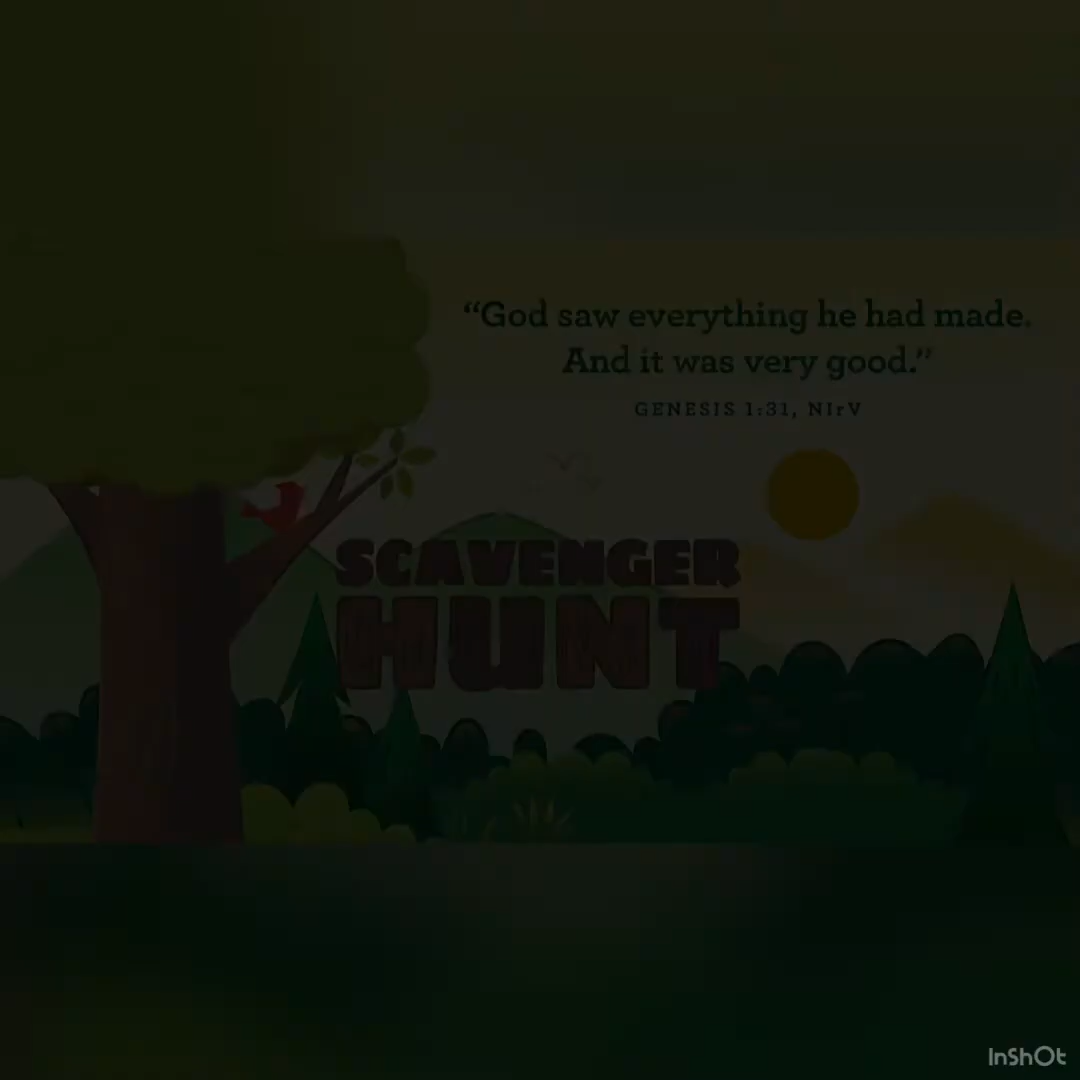 “God saw everything he had made.
And it was very good.”
GENESIS 1:31, NIrV
SCAVENGER
HUNT
InShOt